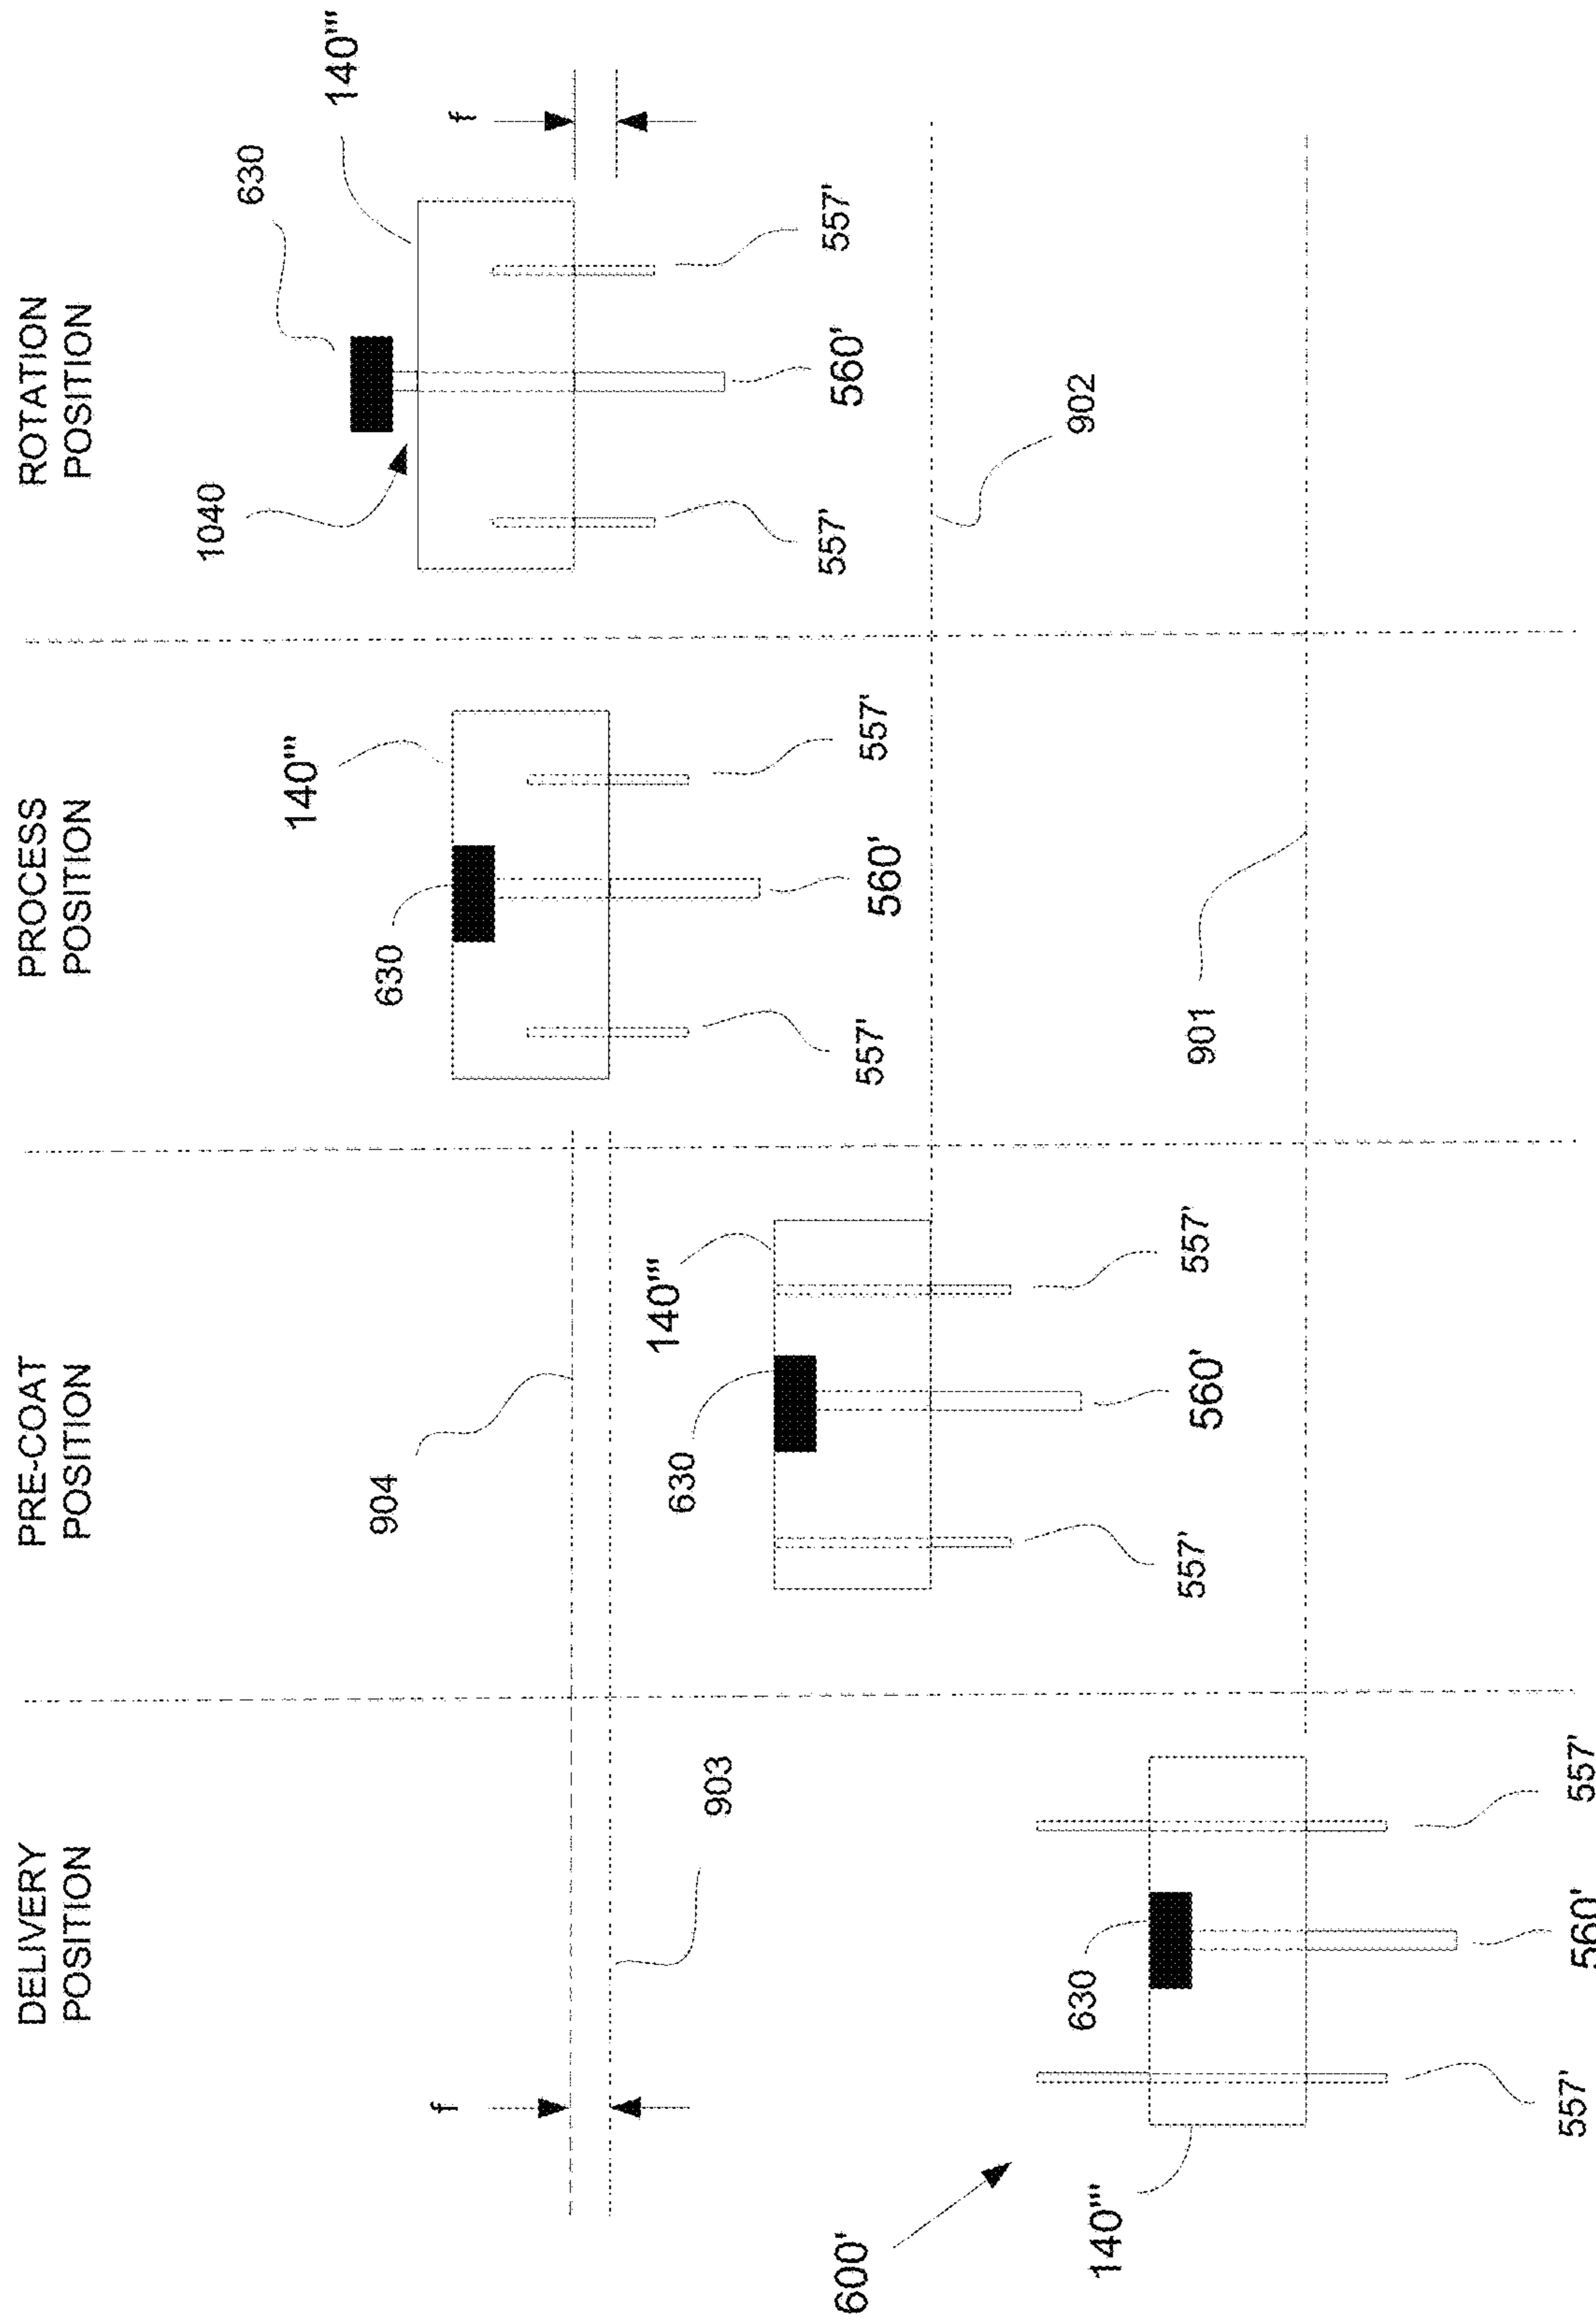 DELIVERY
POSITION
PRE-COAT
POSITION
PROCESS
POSITION
ROTATION
POSITION
f
903
600'
140'''
630
557'
560'
557'
904
140'''
630
557'
560'
557'
140'''
630
557'
560'
557'
901
140'''
630
1040
f
557'
560'
557'
902